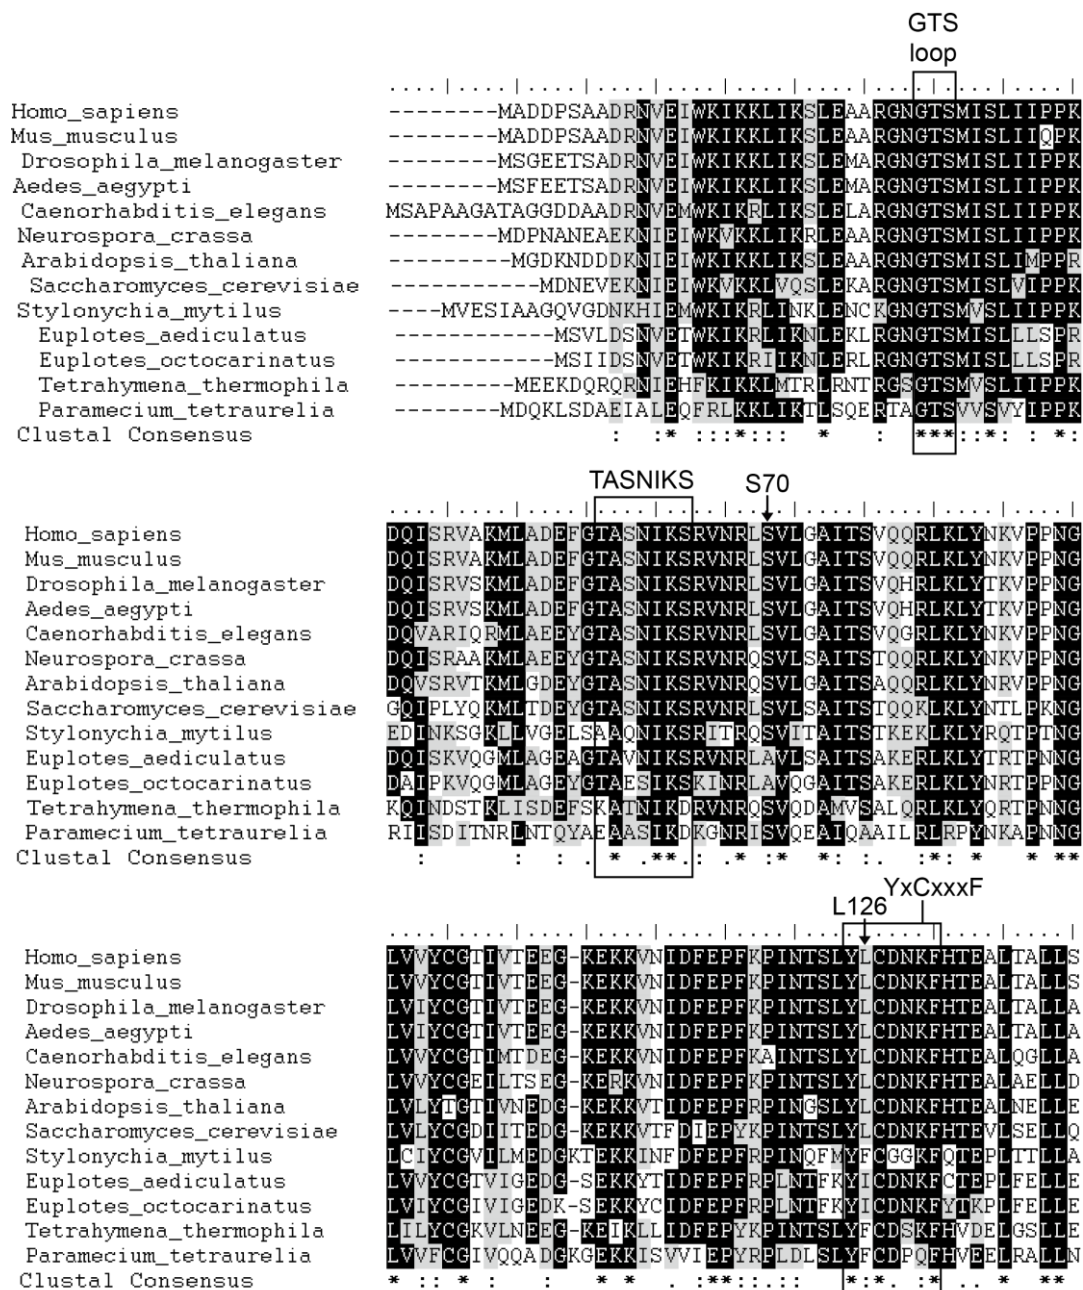 GTS
loop
.... | .... | .... | .... | .... | .... | .... | .... | .... | .... |
Homo_sapiens --------MADDPSAADRNVEIWKIKKLIKSLEAARGNGTSMISLIIPPK
Mus_musculus --------MADDPSAADRNVEIWKIKKLIKSLEAARGNGTSMISLIIPQPK
Drosophila_melanogaster --------MSGEETSADRNVEIWKIKKLIKSLEMARGNGTSMISLIIPPK
Aedes_aegypti --------MSFEETSADRNVEIWKIKKLIKSLEMARGNGTSMISLIIPPK
Caenorhabditis_elegans MSAPAAGATAGGDDAADRNVEMWKIKRLIKSLELARGNGTSMISLIIPPK
Neurospora_crassa --------MDPNANEAEKNIEIWKVKKLIKRLEAARGNGTSMISLIIPPK
Arabidopsis_thaliana ---------MGDKNDDDKNIEIWKIKKLIKSLEAARGNGTSMISLIMPPR
Saccharomyces_cerevisiae -----------MDNEVEKNIEIWKVKKLVQSLEKARGNGTSMISLVIPPK
Stylonychia_mytilus ----MVESIAAGQVGDNKHIEMWKIKRLINKLENCKGNGTSMVSLIIPPK
Euplotes_aediculatus ------------MSVLDSNVETWKIKRLIKNLEKLRGNGTSMISLLLSPR
Euplotes_octocarinatus ------------MSIIDSNVETWKIKRLIKNLERLRGNGTSMISLLLSPR
Tetrahymena_thermophila ---------MEEKDQRQRNIEHFKIKKLMTRLRNTRGSGTSMVSLIIPPK
Paramecium_tetraurelia --------MDQKLSDAEIALEQFRLKKLIKTLSQERTAGTSVVSVYIPPK
Clustal Consensus : :* :::*::: * : ***::*: :*:
TASNIKS S70
.... | .... | .... | .... | .... | .... | .... | .... | .... | .... |
Homo_sapiens DQISRVAKMLADEFGTASNIKSRVNRLSVLGAITSVQQRLKLYNKVPPNG
Mus_musculus DQISRVAKMLADEFGTASNIKSRVNRLSVLGAITSVQQRLKLYNKVPPNG
Drosophila_melanogaster DQISRVSKMLADEFGTASNIKSRVNRLSVLGAITSVQHRLKLYTKVPPNG
Aedes_aegypti DQISRVSKMLADEFGTASNIKSRVNRLSVLGAITSVQHRLKLYTKVPPNG
Caenorhabditis_elegans DQVARIQRMLAEEYGTASNIKSRVNRLSVLGAITSVQGRLKLYNKVPPNG
Neurospora_crassa DQISRAAKMLAEEYGTASNIKSRVNRQSVLSAITSTQQRLKLYNKVPPNG
Arabidopsis_thaliana DQVSRVTKMLGDEYGTASNIKSRVNRQSVLSAITSAQQRLKLYNRVPPNG
Saccharomyces_cerevisiae GQIPLYQKMLTDEYGTASNIKSRVNRLSVLSAITSTQQKLKLYNTLPKNG
Stylonychia_mytilus EDINKSGKLLVGELSAAQNIKSRITRQSVITAITSTKEKLKLYRQTPTNG
Euplotes_aediculatus DQISKVQGMLAGEAGTAVNIKSRVNRLAVLSAITSAKERLKLYTRTPNNG
Euplotes_octocarinatus DAIPKVQGMLAGEYGTAESIKSKINRLAVQGAITSAKERLKLYNRTPPNG
Tetrahymena_thermophila KQINDSTKLISDEFSKATNIKDRVNRQSVQDAMVSALQRLKLYQRTPNNG
Paramecium_tetraurelia RIISDITNRLNTQYAEAASIKDKGNRISVQEAIQAAILRLRPYNKAPNNG
Clustal Consensus : : : . * **.: *:: *: :. :*: * * **
YxCxxxF
L126
.... | .... | .... | .... | .... | .... | .... | .... | .... | .... |
Homo_sapiens LVVYCGTIVTEEG-KEKKVNIDFEPFKPINTSLYLCDNKFHTEALTALLS
Mus_musculus LVVYCGTIVTEEG-KEKKVNIDFEPFKPINTSLYLCDNKFHTEALTALLS
Drosophila_melanogaster LVIYCGTIVTEEG-KEKKVNIDFEPFKPINTSLYLCDNKFHTEALTALLA
Aedes_aegypti LVIYCGTIVTEEG-KEKKVNIDFEPFKPINTSLYLCDNKFHTEALTALLA
Caenorhabditis_elegans LVVYCGTIMTDEG-KEKKVNIDFEPFKAINTSLYLCDNKFHTEALQGLLA
Neurospora_crassa LVVYCGEILTSEG-KERKVNIDFEPFKPINTSLYLCDNKFHTEALAELLD
Arabidopsis_thaliana LVLYTGTIVNEDG-KEKKVTIDFEPFRPINGSLYLCDNKFHTEALNELLE
Saccharomyces_cerevisiae LVLYCGDIITEDG-KEKKVTFDIEPYKPINTSLYLCDNKFHTEVLSELLQ
Stylonychia_mytilus LCIYCGVILMEDGKTEKKINFDFEPFRPINQFMYFCGGKFQTEPLTTLLA
Euplotes_aediculatus LVVYCGTVIGEDG-SEKKYTIDFEPFRPLNTFKYICDNKFCTEPLFELLE
Euplotes_octocarinatus LVIYCGIVIGEDK-SEKKYCIDFEPFRPLNTFKYICDNKFYTKPLFELLE
Tetrahymena_thermophila LILYCGKVLNEEG-KEIKLLIDFEPYKPINTSLYFCDSKFHVDELGSLLE
Paramecium_tetraurelia LVVFCGIVQQADGKGEKKISVVIEPYRPLDLSLYFCDPQFHVEELRALLN
Clustal Consensus * :: * : * * . :**:.:: *:*. :* .. * **